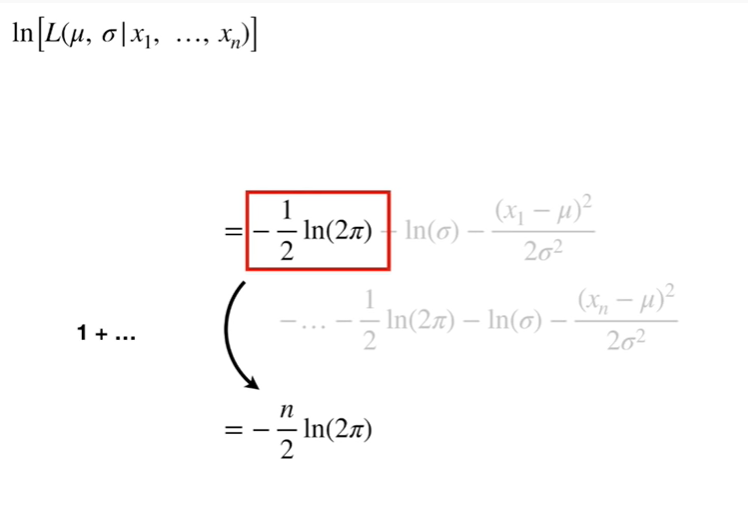 ln[L(μ, σ|x₁, …, xₙ)]
= −1/2 ln(2π) − ln(σ) − (x₁ − μ)²/2σ²
−… − 1/2 ln(2π) − ln(σ) − (xₙ − μ)²/2σ²
1 + ...
= −n/2 ln(2π)